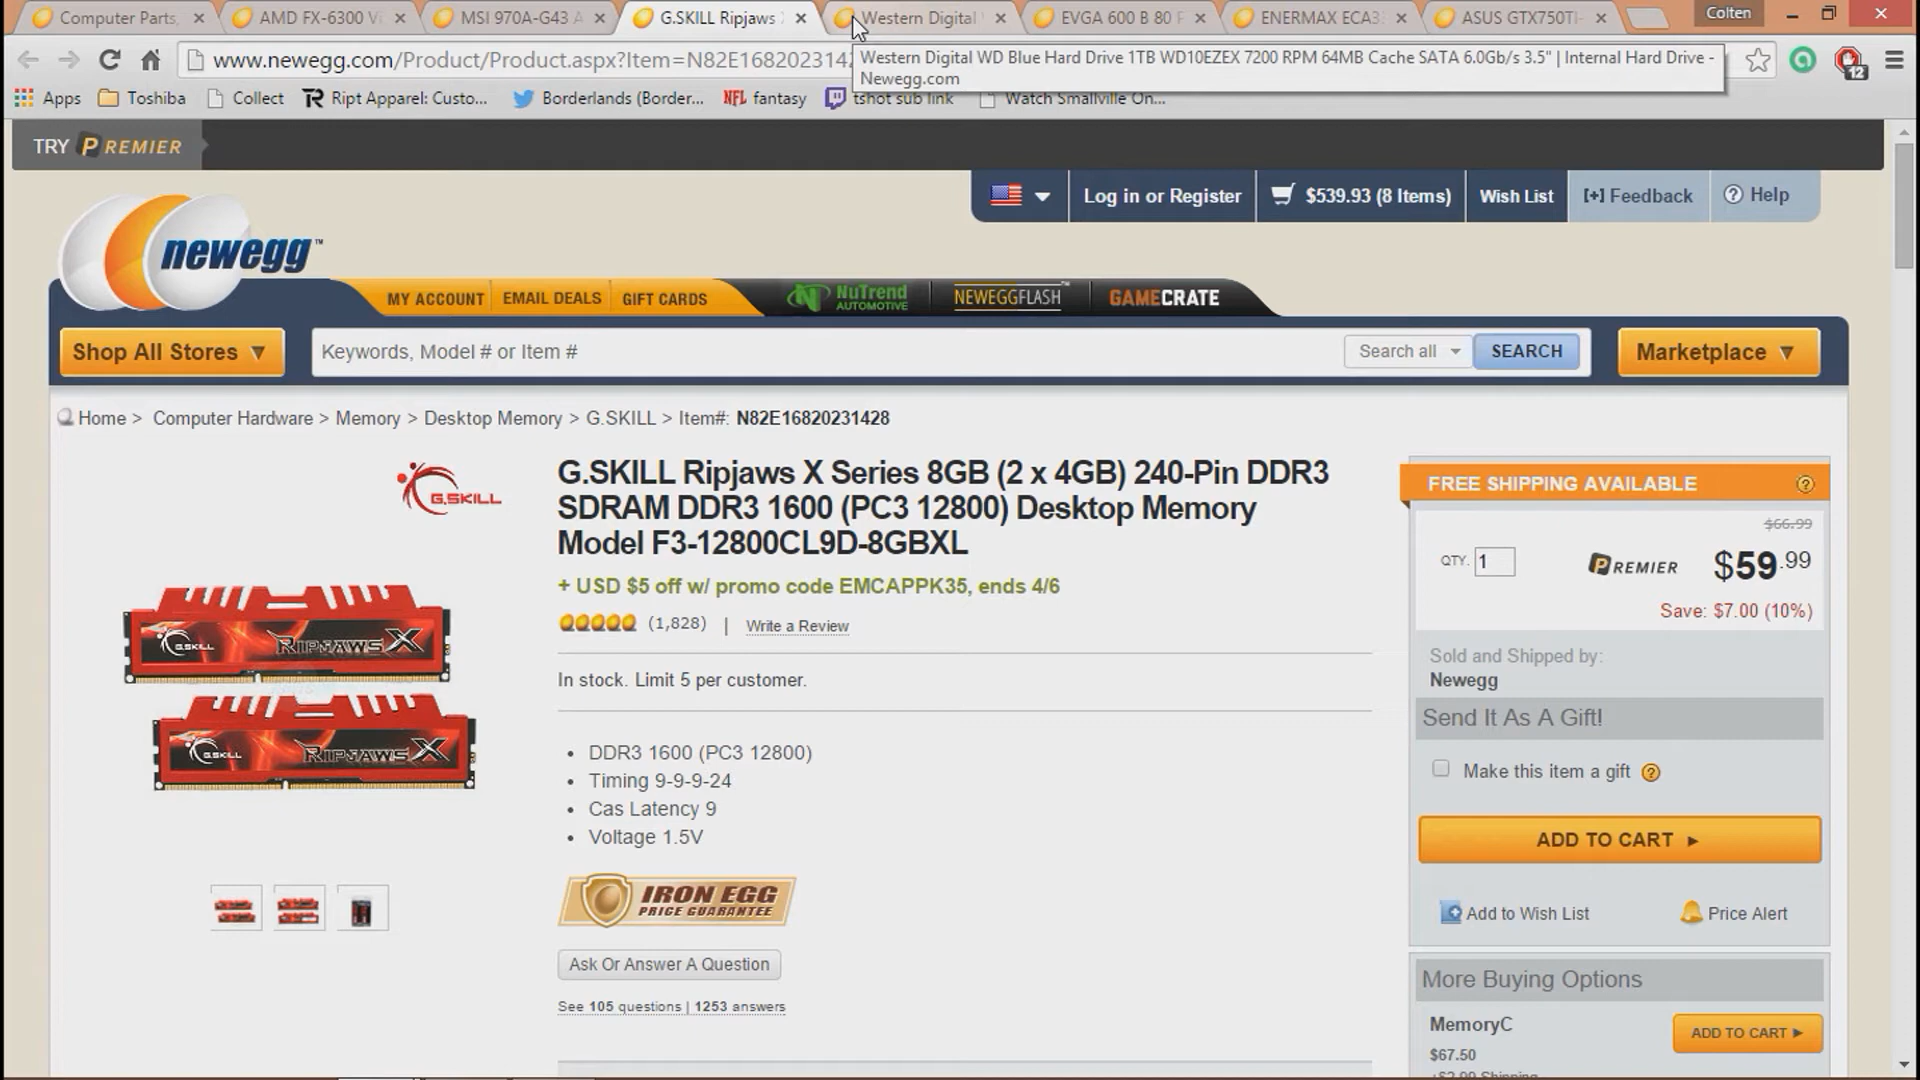 Computer Parts,
AMD FX-6300 Vi
MSI 970A-G43 A
G.SKILL Ripjaws
Western Digital
EVGA 600 B 80 P
ENERMAX ECA3
ASUS GTX750TI-
Colten
www.newegg.com/Product/Product.aspx?Item=N82E16820231
Western Digital WD Blue Hard Drive 1TB WD10EZEX 7200 RPM 64MB Cache SATA 6.0Gb/s 3.5" | Internal Hard Drive -
Newegg.com
12
Apps
Toshiba
Collect
Ript Apparel: Custo...
Borderlands (Border...
NFL fantasy
tshot sub link
Watch Smallville On...
TRY PREMIER
Log in or Register
$539.93 (8 Items)
Wish List
[+] Feedback
? Help
newegg™
MY ACCOUNT
EMAIL DEALS
GIFT CARDS
NUTREND AUTOMOTIVE
NEWEGGFLASH™
GAMECRATE
Shop All Stores ▼
Keywords, Model # or Item #
Search all
SEARCH
Marketplace ▼
Home > Computer Hardware > Memory > Desktop Memory > G.SKILL > Item#: N82E16820231428
G.SKILL
G.SKILL Ripjaws X Series 8GB (2 x 4GB) 240-Pin DDR3
SDRAM DDR3 1600 (PC3 12800) Desktop Memory
Model F3-12800CL9D-8GBXL
+ USD $5 off w/ promo code EMCAPPK35, ends 4/6
(1,828) | Write a Review
In stock. Limit 5 per customer.
• DDR3 1600 (PC3 12800)
• Timing 9-9-9-24
• Cas Latency 9
• Voltage 1.5V
G.SKILL RIPJAWS X
G.SKILL RIPJAWS X
IRON EGG
PRICE GUARANTEE
Ask Or Answer A Question
See 105 questions | 1253 answers
FREE SHIPPING AVAILABLE ?
$66.99
QTY. 1
PREMIER
$59.99
Save: $7.00 (10%)
Sold and Shipped by:
Newegg
Send It As A Gift!
Make this item a gift ?
ADD TO CART ►
Add to Wish List
Price Alert
More Buying Options
MemoryC
ADD TO CART ►
$67.50
+$2.99 Shipping